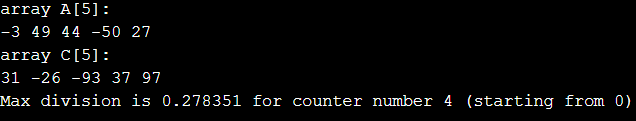 array A[5]:
-3 49 44 -50 27
array C[5]:
31 -26 -93 37 97
Max division is 0.278351 for counter number 4 (starting from 0)